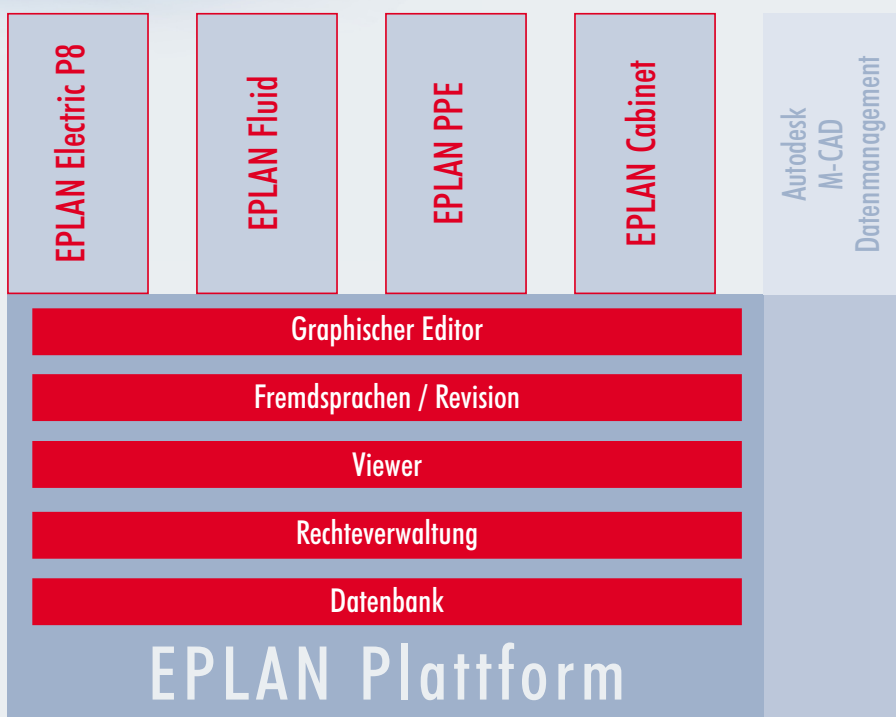 EPLAN Electric P8
EPLAN Fluid
EPLAN PPE
EPLAN Cabinet
Autodesk
M-CAD
Datenmanagement
Graphischer Editor
Fremdsprachen / Revision
Viewer
Rechteverwaltung
Datenbank
EPLAN Plattform